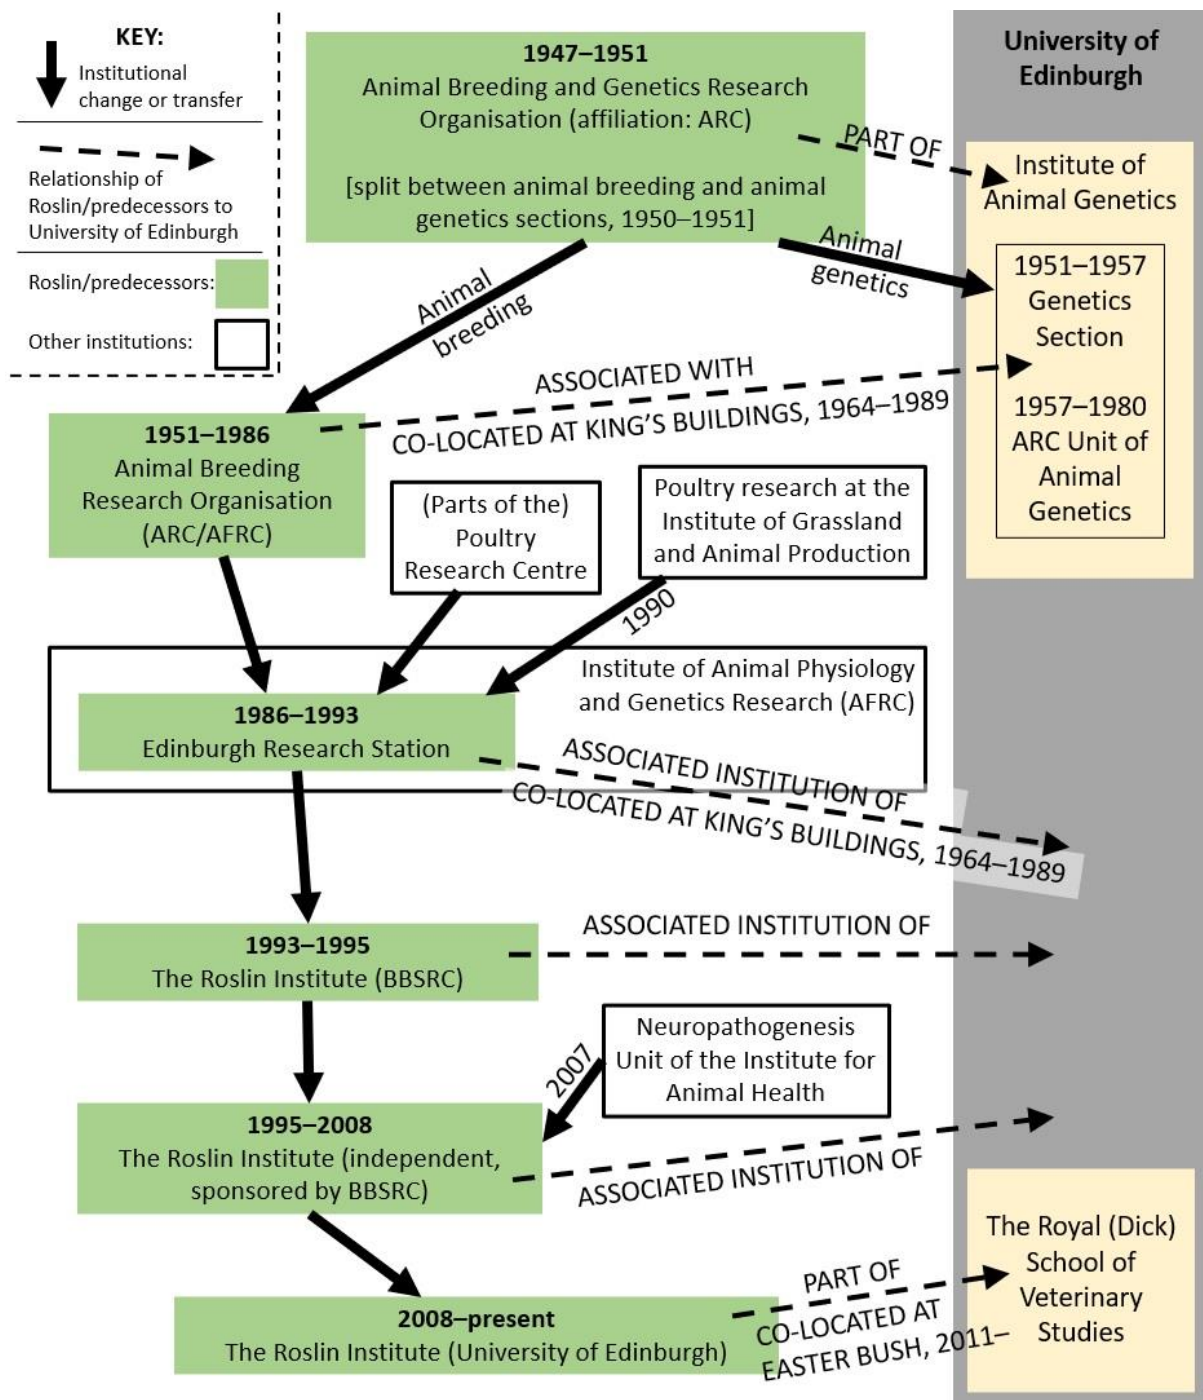 KEY:
Institutional
change or transfer
Relationship of
Roslin/predecessors to
University of Edinburgh
Roslin/predecessors:
Other institutions:
1947–1951
Animal Breeding and Genetics Research
Organisation (affiliation: ARC)
[split between animal breeding and animal
genetics sections, 1950–1951]
University of
Edinburgh
PART OF
Institute of
Animal Genetics
Animal
genetics
1951–1957
Genetics
Section
1957–1980
ARC Unit of
Animal
Genetics
Animal
breeding
ASSOCIATED WITH
CO-LOCATED AT KING’S BUILDINGS, 1964–1989
1951–1986
Animal Breeding
Research Organisation
(ARC/AFRC)
(Parts of the)
Poultry
Research Centre
Poultry research at the
Institute of Grassland
and Animal Production
1990
Institute of Animal Physiology
and Genetics Research (AFRC)
1986–1993
Edinburgh Research Station
ASSOCIATED INSTITUTION OF
CO-LOCATED AT KING’S BUILDINGS, 1964–1989
1993–1995
The Roslin Institute (BBSRC)
ASSOCIATED INSTITUTION OF
Neuropathogenesis
Unit of the Institute for
Animal Health
2007
1995–2008
The Roslin Institute (independent,
sponsored by BBSRC)
ASSOCIATED INSTITUTION OF
2008–present
The Roslin Institute (University of Edinburgh)
PART OF
CO-LOCATED AT
EASTER BUSH, 2011–
The Royal (Dick)
School of
Veterinary
Studies